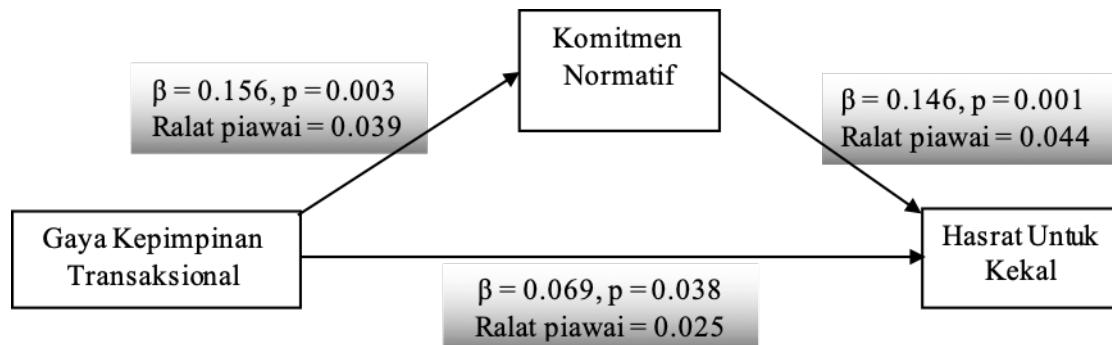 Komitmen
Normatif
β = 0.156, p = 0.003
Ralat piawai = 0.039
β = 0.146, p = 0.001
Ralat piawai = 0.044
Gaya Kepimpinan
Transaksional
Hasrat Untuk
Kekal
β = 0.069, p = 0.038
Ralat piawai = 0.025